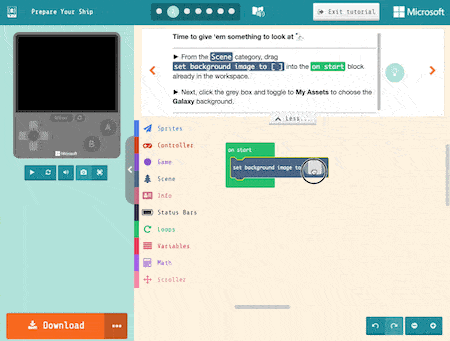 Prepare Your Ship
Exit tutorial
Microsoft
Time to give 'em something to look at
► From the Scene category, drag
set background image to [ ] into the on start block
already in the workspace.
► Next, click the grey box and toggle to My Assets to choose the
Galaxy background.
Less...
A
B
Microsoft
Sprites
Controller
Game
Scene
Info
Status Bars
Loops
Variables
Math
Scroller
on start
set background image to
Download